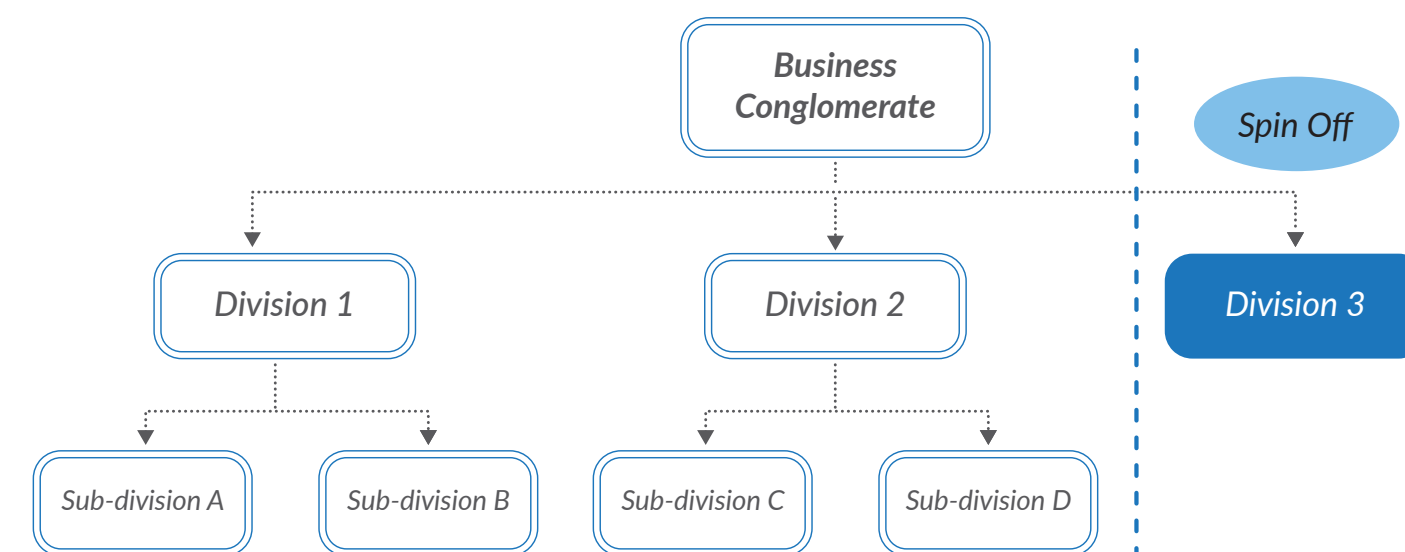 Business
Conglomerate
Spin Off
Division 1
Division 2
Division 3
Sub-division A
Sub-division B
Sub-division C
Sub-division D